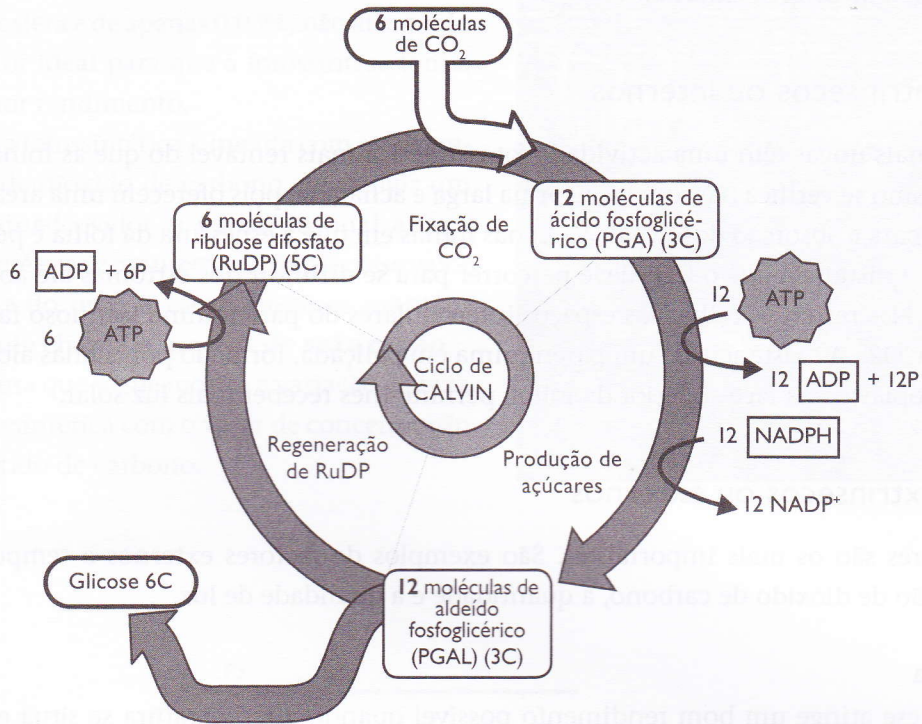 6 moléculas
de CO₂
6 moléculas de
ribulose difosfato
(RuDP) (5C)
Fixação de
CO₂
12 moléculas de
ácido fosfoglicé-
rico (PGA) (3C)
6 ADP + 6P
6 ATP
12 ATP
12 ADP + 12P
Ciclo de
CALVIN
12 NADPH
12 NADP⁺
Regeneração
de RuDP
Produção de
açúcares
Glicose 6C
12 moléculas de
aldeído
fosfoglicérico
(PGAL) (3C)